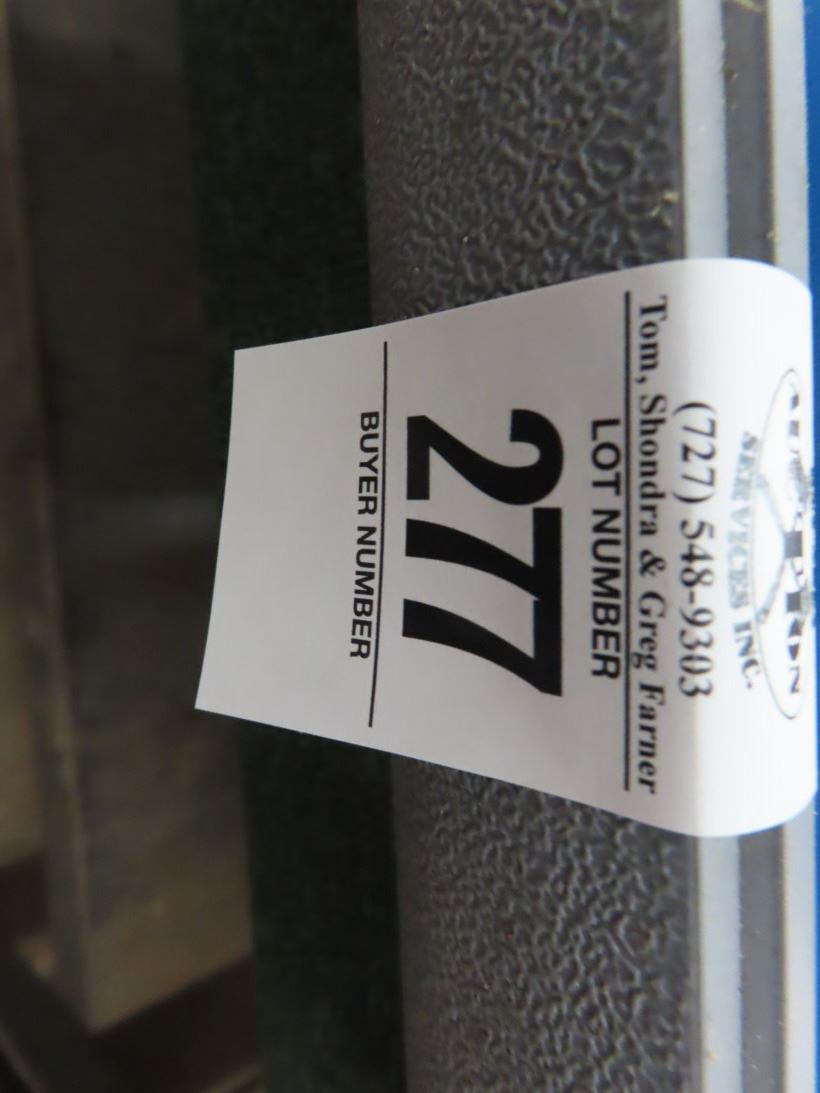 SERVICES INC.
(727) 548-9303
Tom, Shondra & Greg Farner
LOT NUMBER
277
BUYER NUMBER